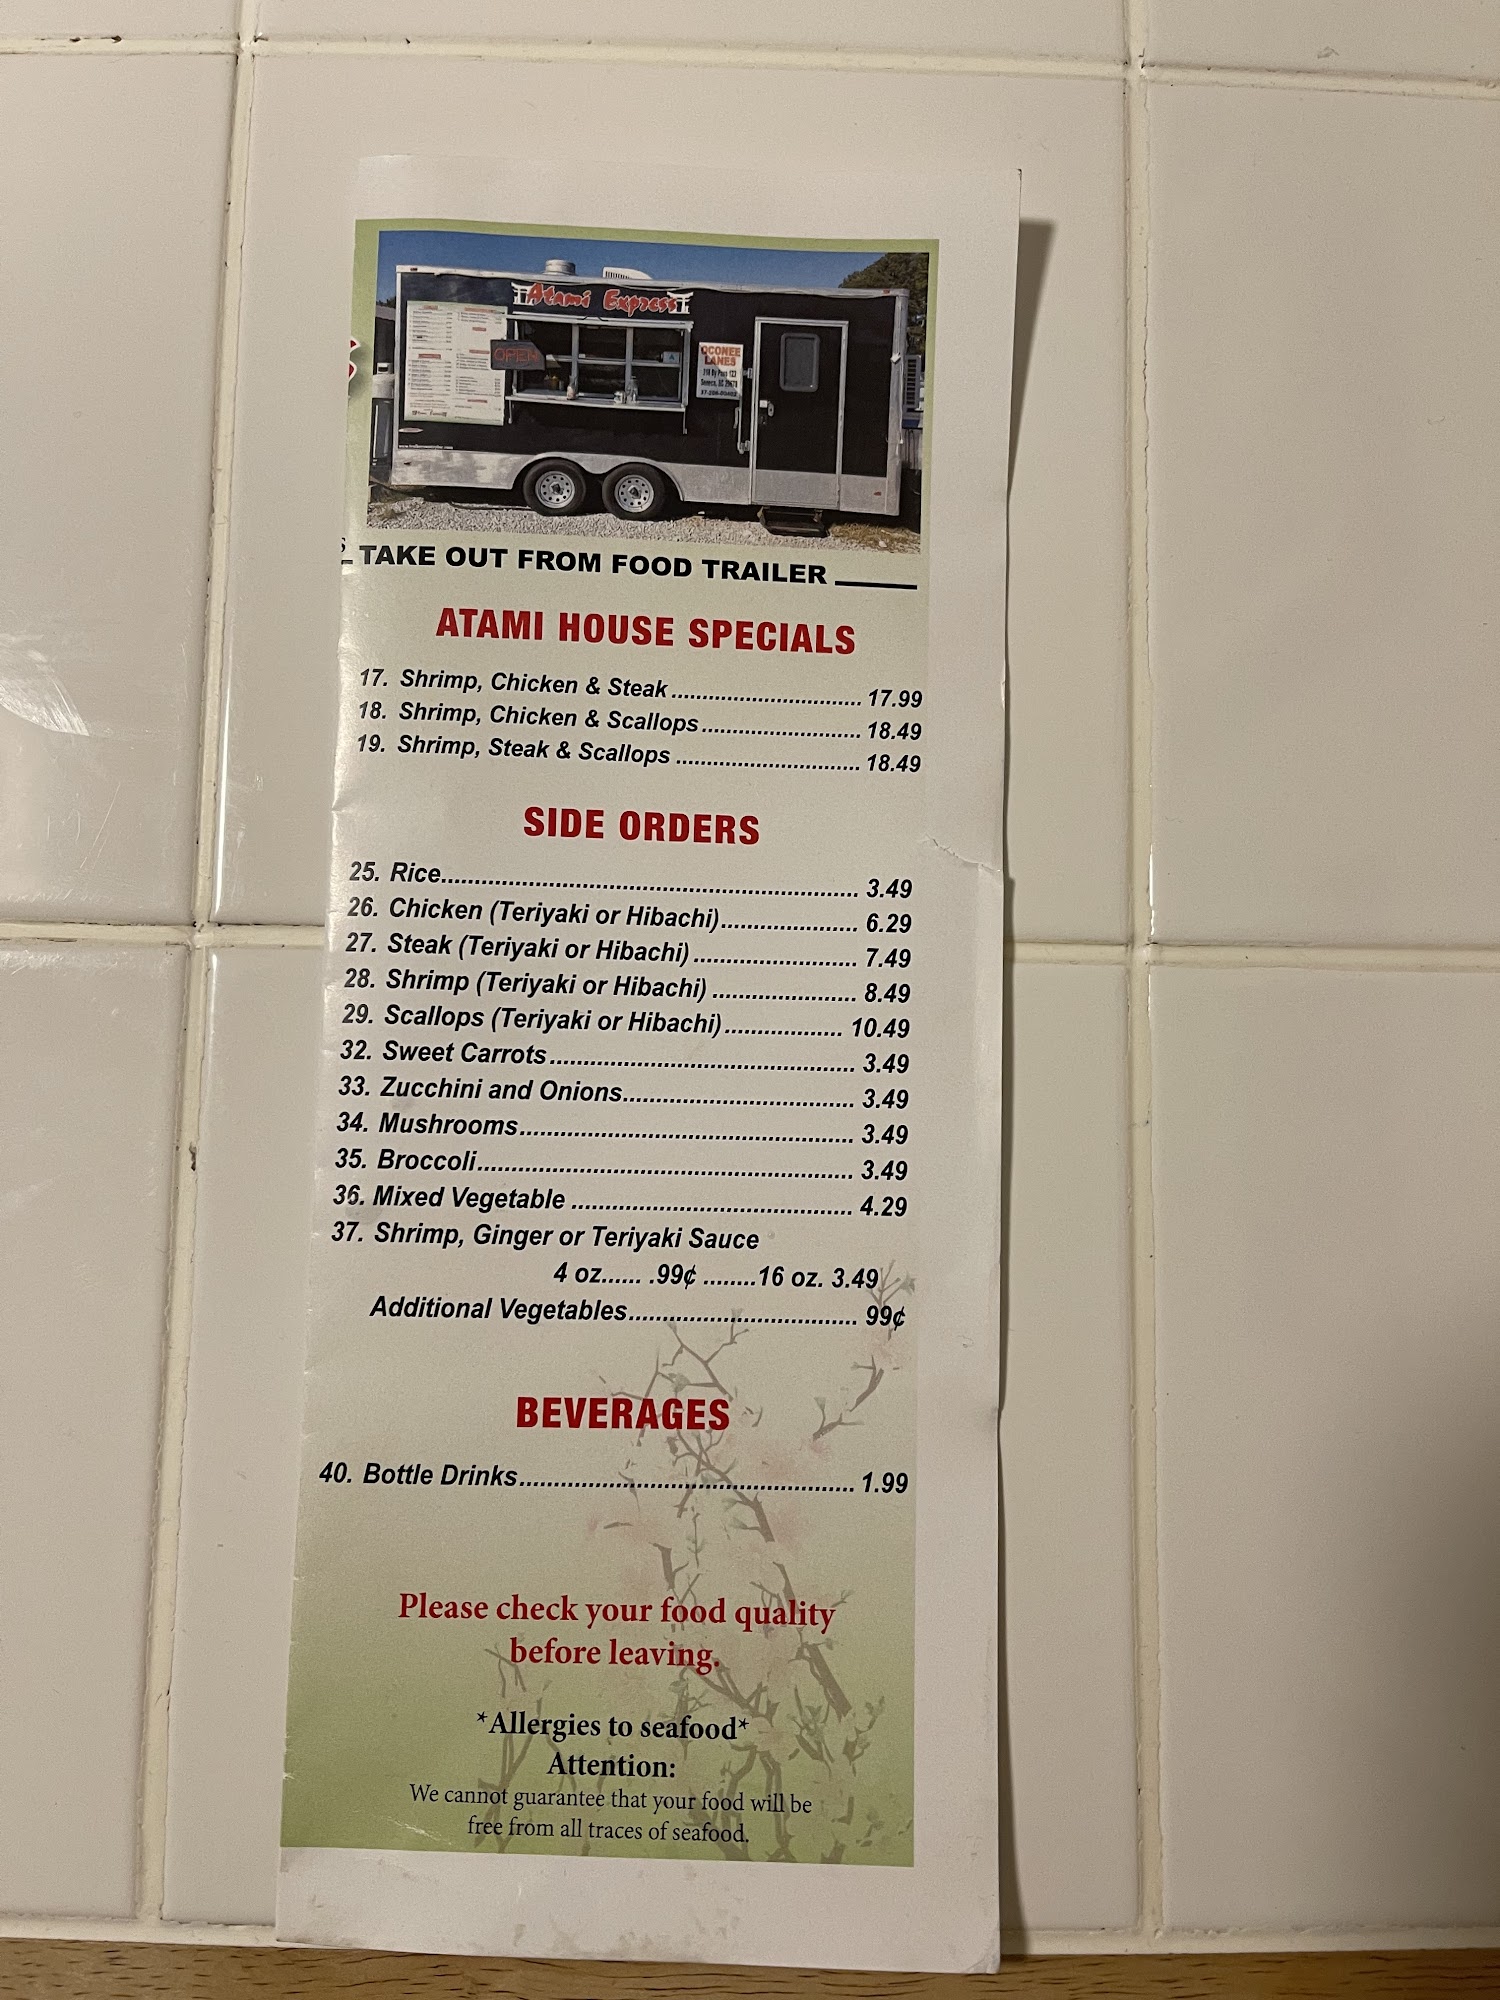 Atami Express
OPEN
OCONEE
LANES
TAKE OUT FROM FOOD TRAILER
ATAMI HOUSE SPECIALS
17. Shrimp, Chicken & Steak ............................... 17.99
18. Shrimp, Chicken & Scallops .......................... 18.49
19. Shrimp, Steak & Scallops .............................. 18.49
SIDE ORDERS
25. Rice............................................................... 3.49
26. Chicken (Teriyaki or Hibachi)..................... 6.29
27. Steak (Teriyaki or Hibachi) ......................... 7.49
28. Shrimp (Teriyaki or Hibachi) ...................... 8.49
29. Scallops (Teriyaki or Hibachi).................. 10.49
32. Sweet Carrots.............................................. 3.49
33. Zucchini and Onions................................... 3.49
34. Mushrooms................................................... 3.49
35. Broccoli......................................................... 3.49
36. Mixed Vegetable .......................................... 4.29
37. Shrimp, Ginger or Teriyaki Sauce
4 oz...... .99¢ ........16 oz. 3.49
Additional Vegetables................................... 99¢
BEVERAGES
40. Bottle Drinks................................................. 1.99
Please check your food quality
before leaving.
*Allergies to seafood*
Attention:
We cannot guarantee that your food will be
free from all traces of seafood.